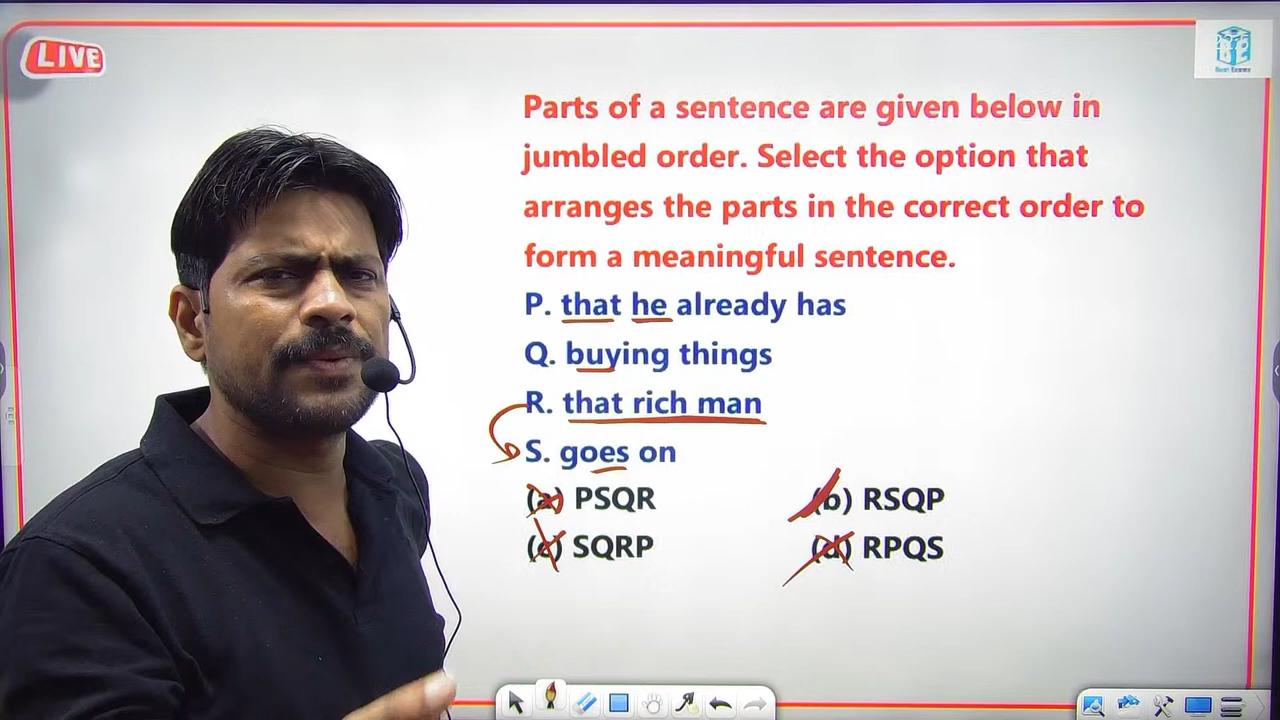 LIVE
Parts of a sentence are given below in
jumbled order. Select the option that
arranges the parts in the correct order to
form a meaningful sentence.
P. that he already has
Q. buying things
R. that rich man
S. goes on
(a) PSQR (b) RSQP
(c) SQRP (d) RPQS